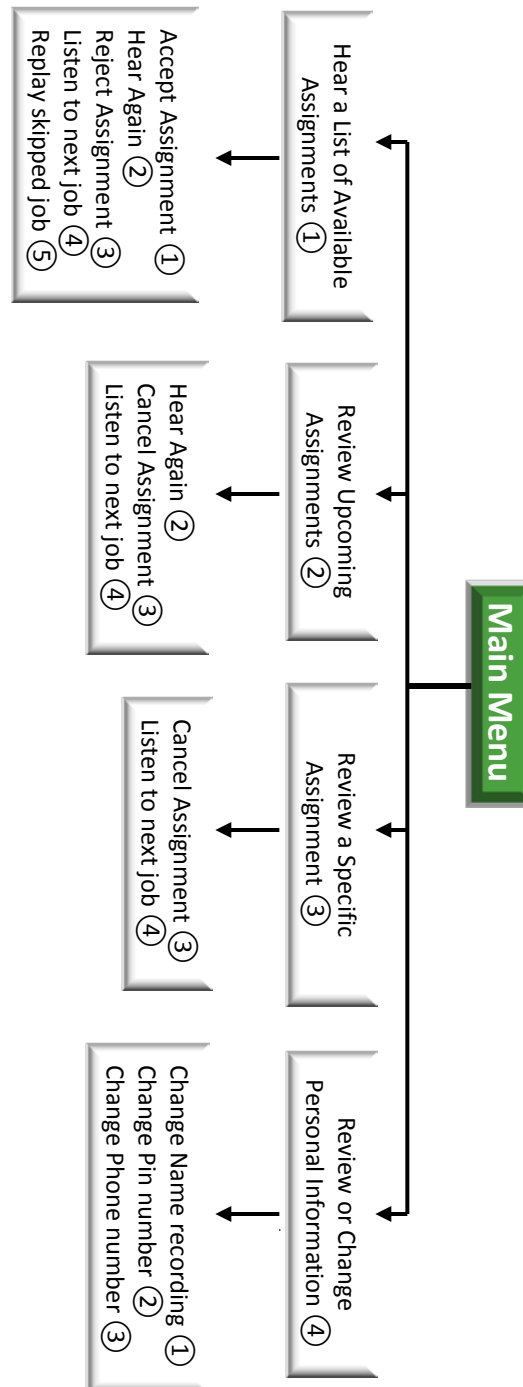 Main Menu
Hear a List of Available
Assignments ①
Accept Assignment ①
Hear Again ②
Reject Assignment ③
Listen to next job ④
Replay skipped job ⑤
Review Upcoming
Assignments ②
Hear Again ②
Cancel Assignment ③
Listen to next job ④
Review a Specific
Assignment ③
Cancel Assignment ③
Listen to next job ④
Review or Change
Personal Information ④
Change Name recording ①
Change Pin number ②
Change Phone number ③